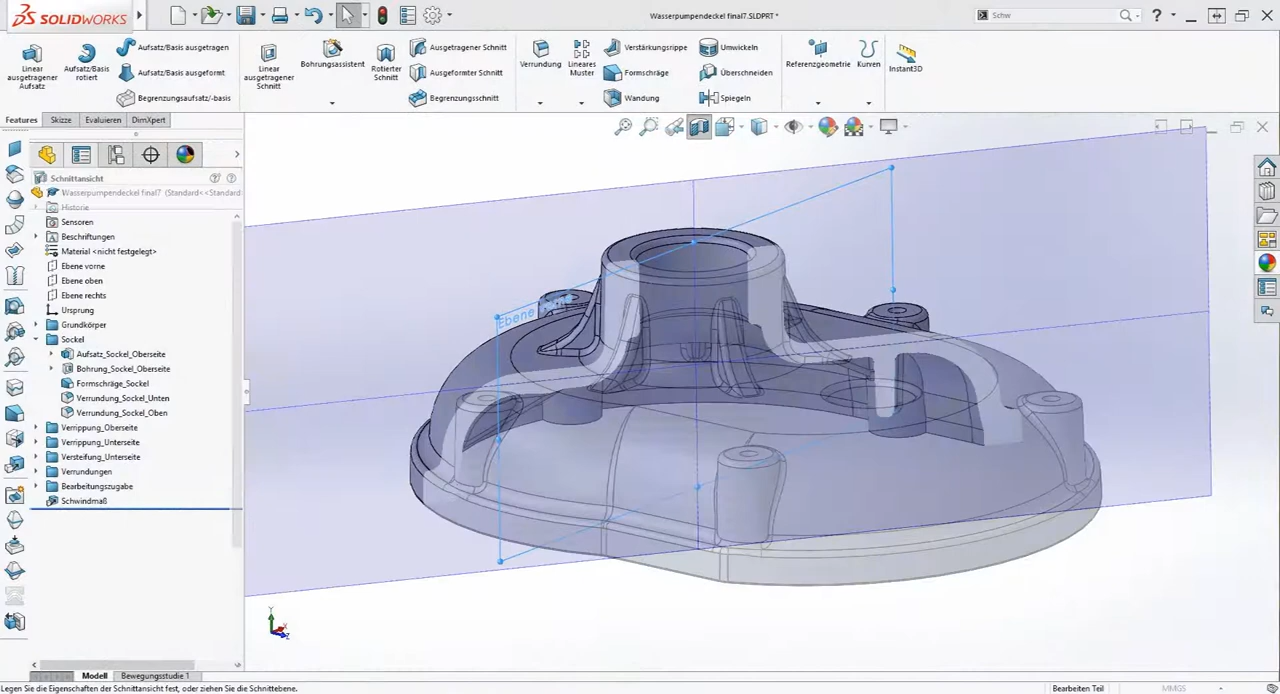 SOLIDWORKS
Wasserpumpendeckel final7.SLDPRT *
Schw
Linear ausgetragener Aufsatz
Aufsatz/Basis rotiert
Aufsatz/Basis ausgetragen
Aufsatz/Basis ausgeformt
Begrenzungsaufsatz/-basis
Linear ausgetragener Schnitt
Bohrungsassistent
Rotierter Schnitt
Ausgetragener Schnitt
Ausgeformter Schnitt
Begrenzungsschnitt
Verrundung
Lineares Muster
Verstärkungsrippe
Formschräge
Wandung
Umwickeln
Überschneiden
Spiegeln
Referenzgeometrie
Kurven
Instant3D
Features
Skizze
Evaluieren
DimXpert
Schnittansicht
Wasserpumpendeckel final7 (Standard<<Standard
Historie
Sensoren
Beschriftungen
Material <nicht festgelegt>
Ebene vorne
Ebene oben
Ebene rechts
Ursprung
Grundkörper
Sockel
Aufsatz_Sockel_Oberseite
Bohrung_Sockel_Oberseite
Formschräge_Sockel
Verrundung_Sockel_Unten
Verrundung_Sockel_Oben
Verrippung_Oberseite
Verrippung_Unterseite
Versteifung_Unterseite
Verrundungen
Bearbeitungszugabe
Schwindmaß
Modell
Bewegungsstudie 1
Legen Sie die Eigenschaften der Schnittansicht fest, oder ziehen Sie die Schnittebene.
Bearbeiten Teil
MMGS